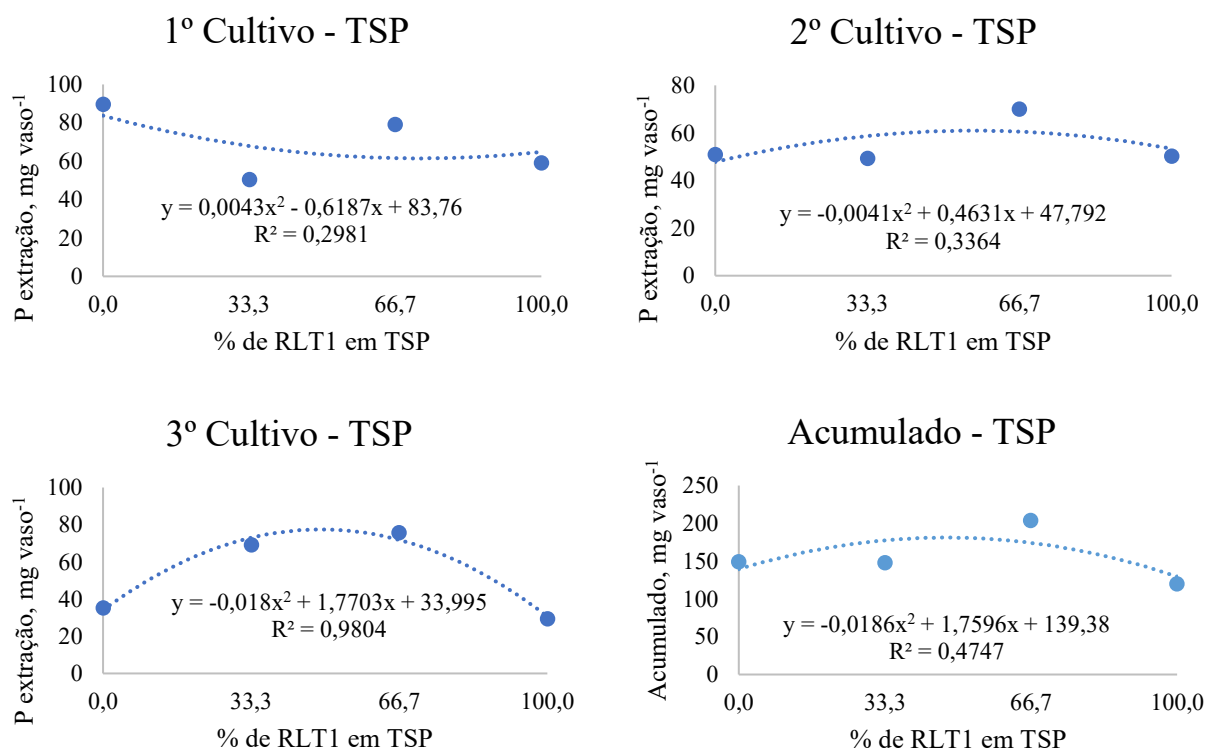 1º Cultivo - TSP
P extração, mg vaso⁻¹
100
80
60
40
20
0
y = 0,0043x² - 0,6187x + 83,76
R² = 0,2981
0,0 33,3 66,7 100,0
% de RLT1 em TSP
2º Cultivo - TSP
P extração, mg vaso⁻¹
80
60
40
20
0
y = -0,0041x² + 0,4631x + 47,792
R² = 0,3364
0,0 33,3 66,7 100,0
% de RLT1 em TSP
3º Cultivo - TSP
P extração, mg vaso⁻¹
100
80
60
40
20
0
y = -0,018x² + 1,7703x + 33,995
R² = 0,9804
0,0 33,3 66,7 100,0
% de RLT1 em TSP
Acumulado - TSP
Acumulado, mg vaso⁻¹
250
200
150
100
50
0
y = -0,0186x² + 1,7596x + 139,38
R² = 0,4747
0,0 33,3 66,7 100,0
% de RLT1 em TSP